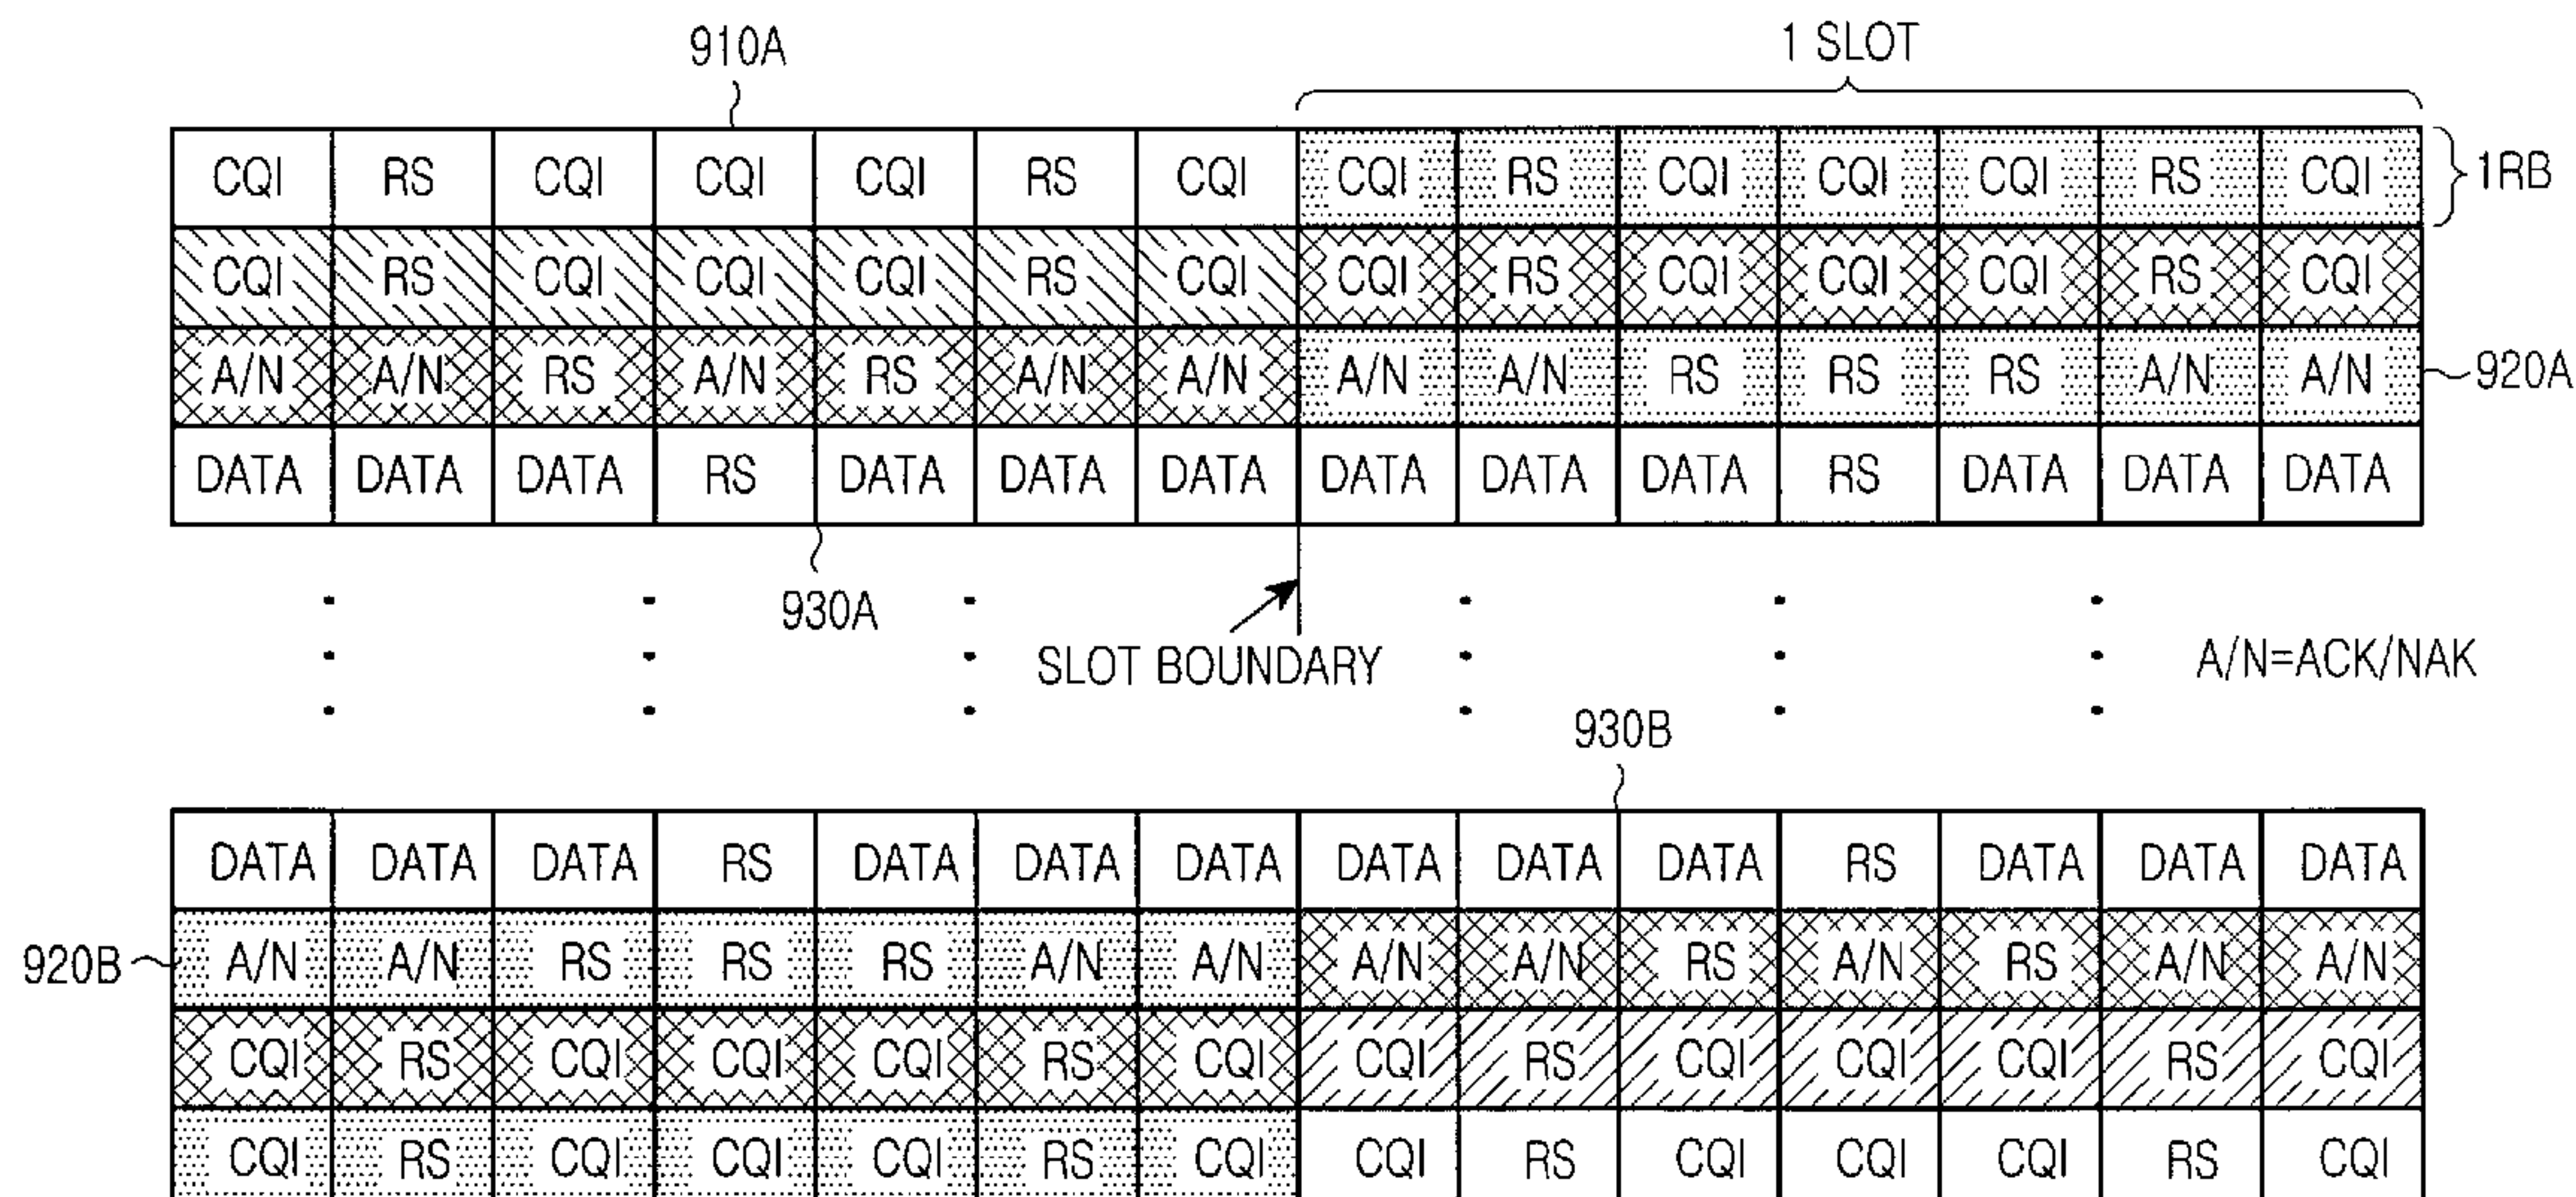 910A
1 SLOT
CQI RS CQI CQI CQI RS CQI CQI RS CQI CQI CQI RS CQI
1RB
CQI RS CQI CQI CQI RS CQI CQI RS CQI CQI CQI RS CQI
A/N A/N RS A/N RS A/N A/N A/N A/N RS RS RS A/N A/N
920A
DATA DATA DATA RS DATA DATA DATA DATA DATA DATA RS DATA DATA DATA
930A
SLOT BOUNDARY
A/N=ACK/NAK
930B
DATA DATA DATA RS DATA DATA DATA DATA DATA DATA RS DATA DATA DATA
920B
A/N A/N RS RS RS A/N A/N A/N A/N RS A/N RS A/N A/N
CQI RS CQI CQI CQI RS CQI CQI RS CQI CQI CQI RS CQI
CQI RS CQI CQI CQI RS CQI CQI RS CQI CQI CQI RS CQI